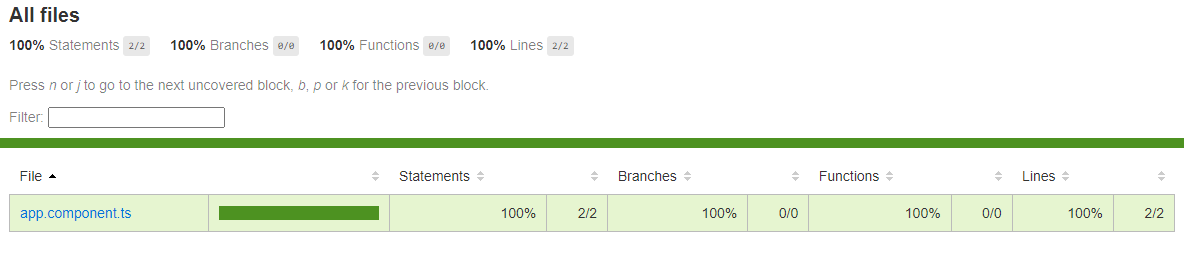 All files
100% Statements 2/2 100% Branches 0/0 100% Functions 0/0 100% Lines 2/2
Press n or j to go to the next uncovered block, b, p or k for the previous block.
Filter:
File Statements Branches Functions Lines
app.component.ts 100% 2/2 100% 0/0 100% 0/0 100% 2/2